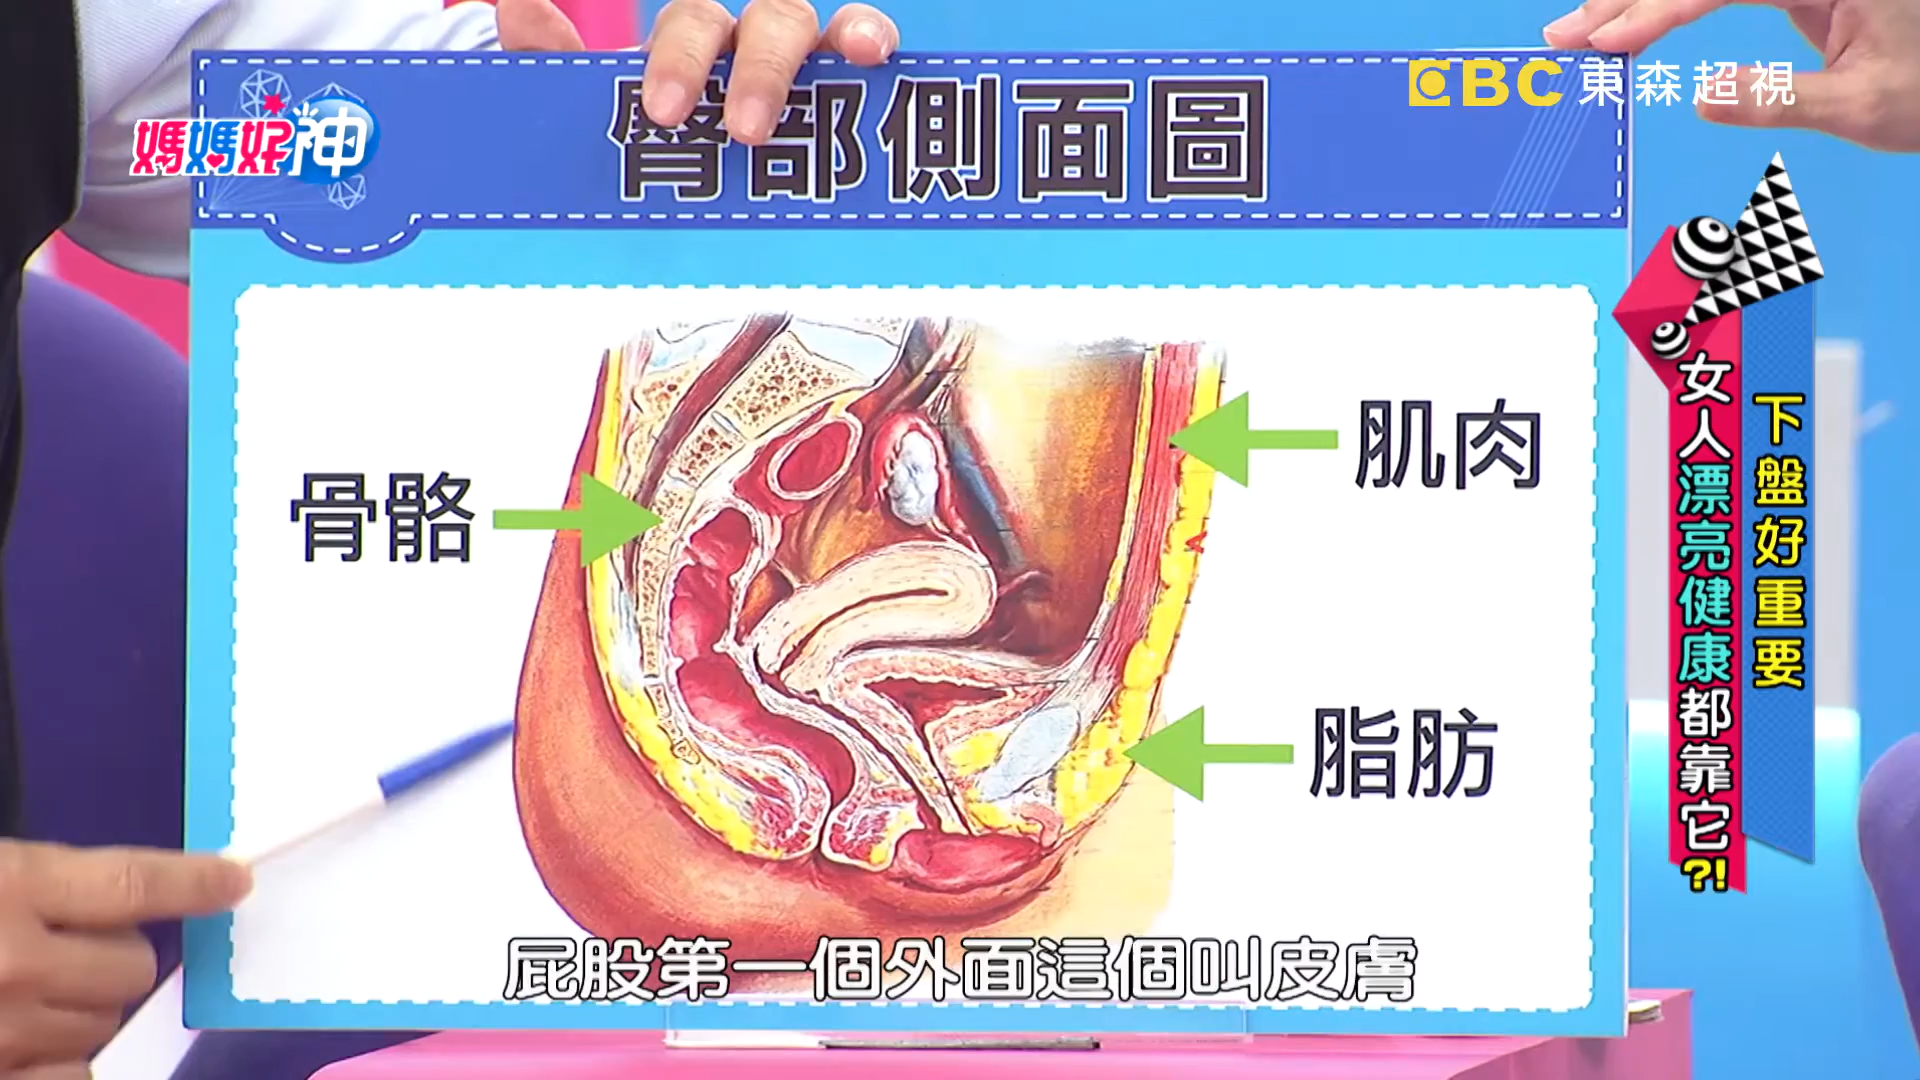 臀部側面圖
媽媽好神
EBC 東森超視
骨骼
肌肉
脂肪
下盤好重要
女人漂亮健康都靠它?!
屁股第一個外面這個叫皮膚